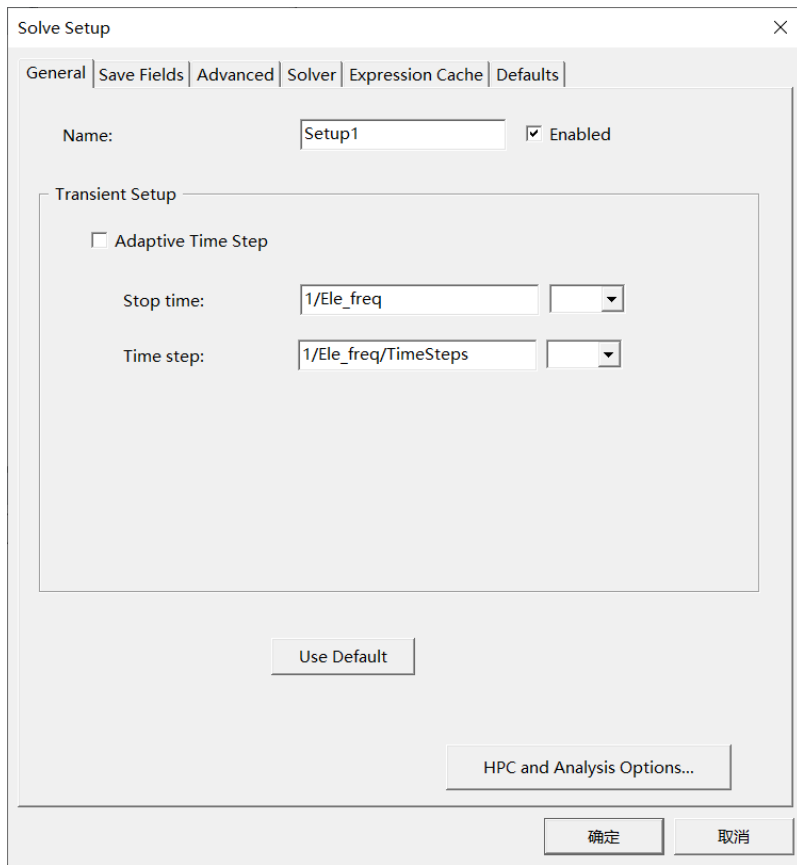 Solve Setup
General Save Fields Advanced Solver Expression Cache Defaults
Name: Setup1 Enabled
Transient Setup
Adaptive Time Step
Stop time: 1/Ele_freq
Time step: 1/Ele_freq/TimeSteps
Use Default
HPC and Analysis Options...
确定 取消